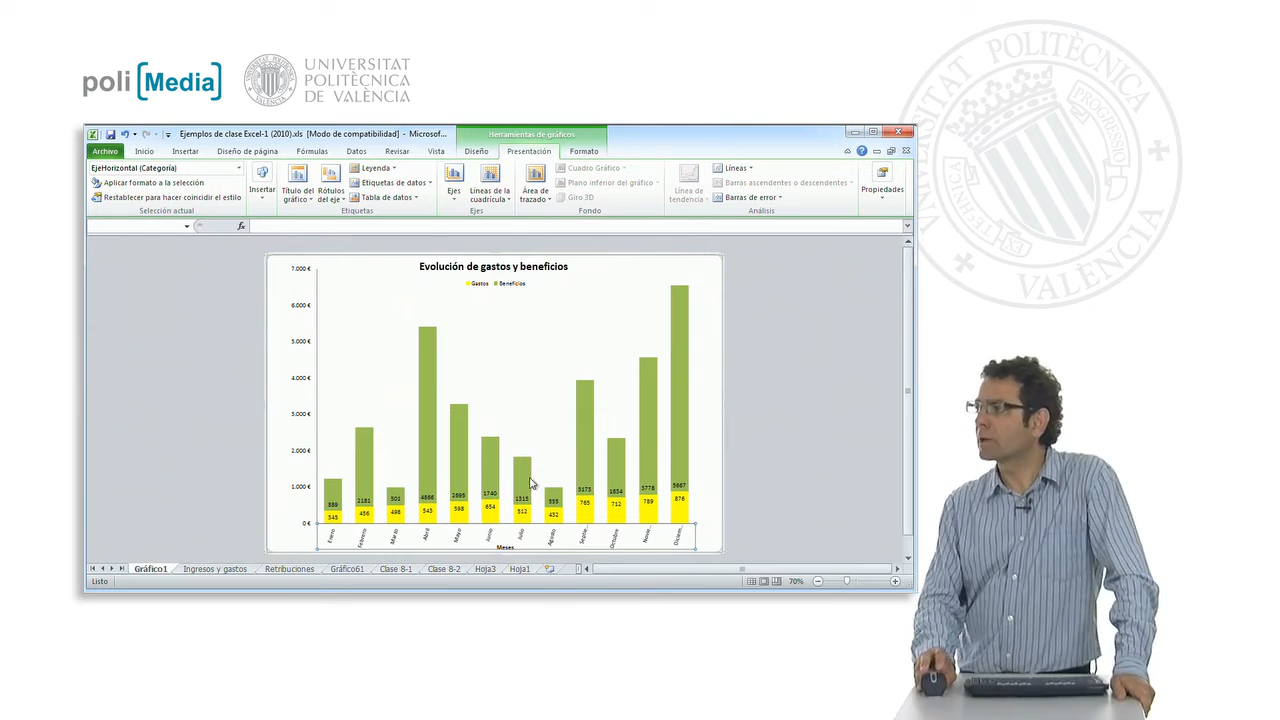 poli [Media]
UNIVERSITAT
POLITÈCNICA
DE VALÈNCIA
UNIVERSITAT POLITÈCNICA
PROGRESSIO
Ejemplos de clase Excel-1 (2010).xls [Modo de compatibilidad] - Microsof...
Herramientas de gráficos
Archivo Inicio Insertar Diseño de página Fórmulas Datos Revisar Vista Diseño Presentación Formato
EjeHorizontal (Categoría)
Aplicar formato a la selección
Restablecer para hacer coincidir el estilo
Selección actual
Insertar
Título del gráfico
Rótulos del eje
Leyenda
Etiquetas de datos
Tabla de datos
Etiquetas
Ejes
Líneas de la cuadrícula
Ejes
Área de trazado
Cuadro Gráfico
Plano inferior del gráfico
Giro 3D
Fondo
Línea de tendencia
Líneas
Barras ascendentes o descendentes
Barras de error
Análisis
Propiedades
fx
Evolución de gastos y beneficios
Gastos Beneficios
7.000 €
6.000 €
5.000 €
4.000 €
3.000 €
2.000 €
1.000 €
0 €
889 2181 501 4866 2695 1740 1315 555 3173 1634 3778 5667
345 456 498 543 598 654 512 432 765 712 789 876
Enero Febrero Marzo Abril Mayo Junio Julio Agosto Septie... Octubre Novie... Diciem...
Meses
Gráfico1 Ingresos y gastos Retribuciones Gráfico61 Clase 8-1 Clase 8-2 Hoja3 Hoja1
Listo
70%